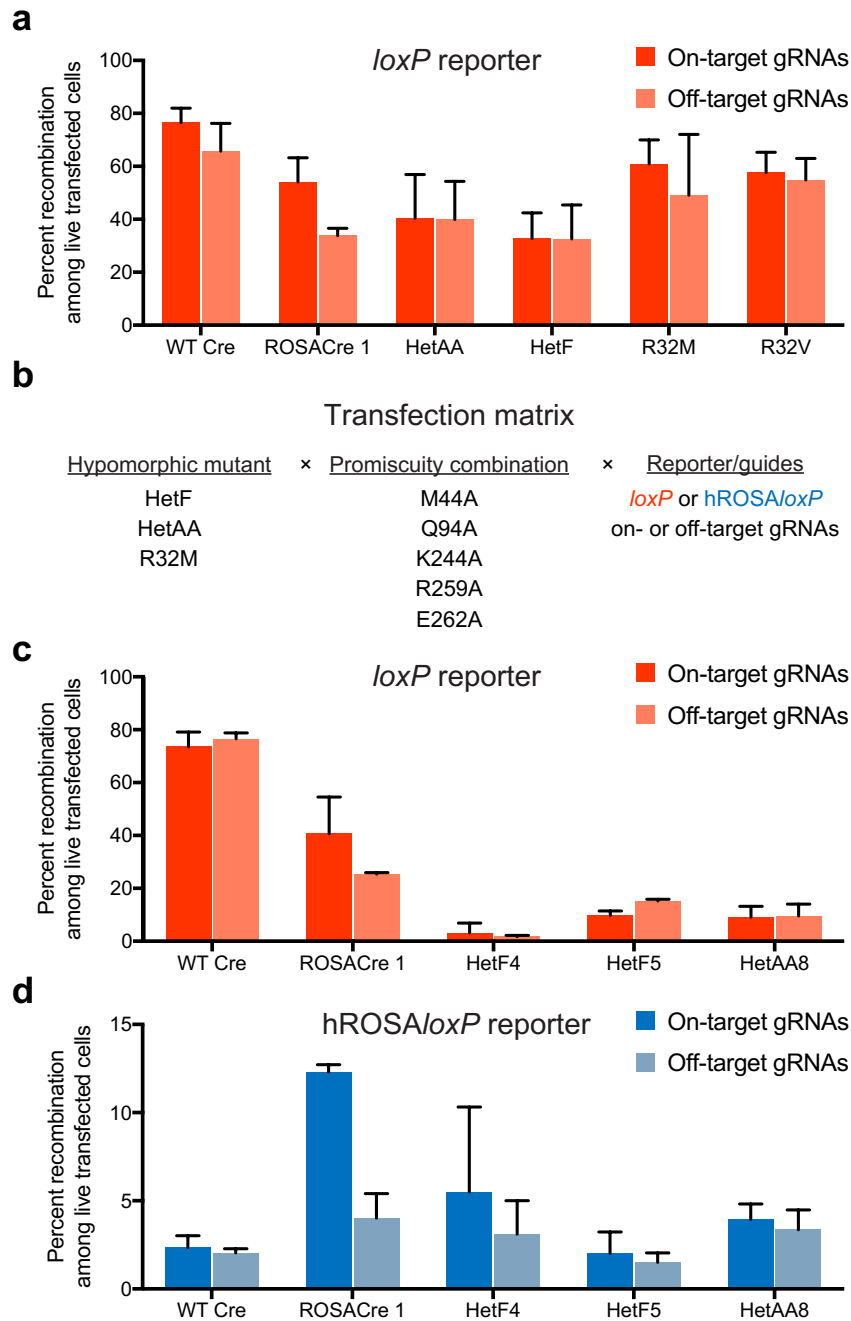 a
loxP reporter
On-target gRNAs
Off-target gRNAs
Percent recombination
among live transfected cells
100
80
60
40
20
0
WT Cre ROSACre 1 HetAA HetF R32M R32V
b
Transfection matrix
Hypomorphic mutant × Promiscuity combination × Reporter/guides
HetF M44A loxP or hROSAloxP
HetAA Q94A on- or off-target gRNAs
R32M K244A
R259A
E262A
c
loxP reporter
On-target gRNAs
Off-target gRNAs
Percent recombination
among live transfected cells
100
80
60
40
20
0
WT Cre ROSACre 1 HetF4 HetF5 HetAA8
d
hROSAloxP reporter
On-target gRNAs
Off-target gRNAs
Percent recombination
among live transfected cells
15
10
5
0
WT Cre ROSACre 1 HetF4 HetF5 HetAA8